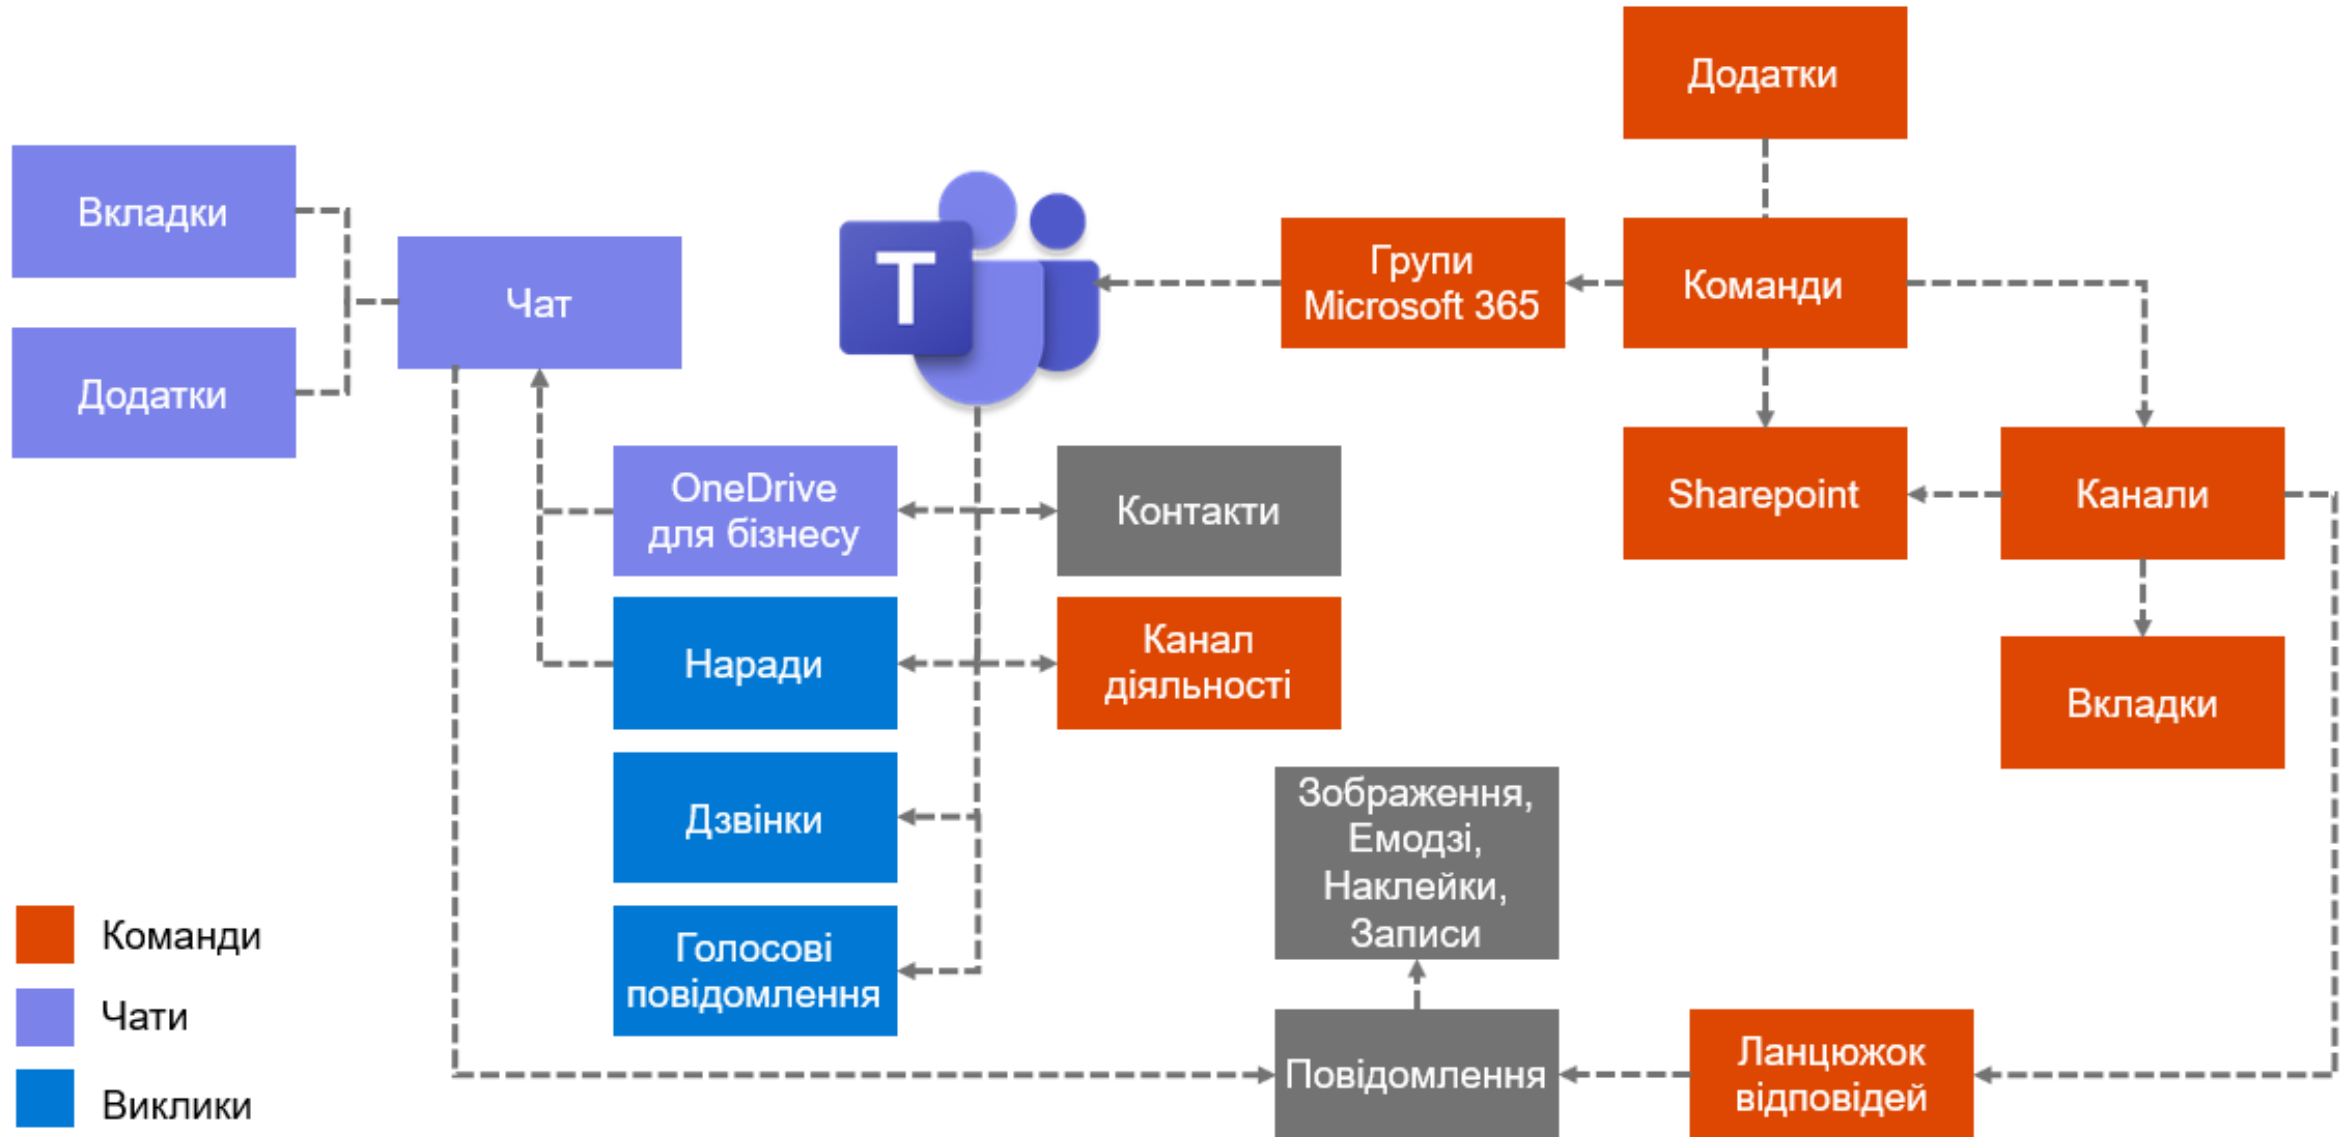 Додатки
Вкладки
Додатки
Чат
T
Групи
Microsoft 365
Команди
OneDrive
для бізнесу
Контакти
Sharepoint
Канали
Наради
Канал
діяльності
Вкладки
Дзвінки
Голосові
повідомлення
Зображення,
Емодзі,
Наклейки,
Записи
Повідомлення
Ланцюжок
відповідей
Команди
Чати
Виклики